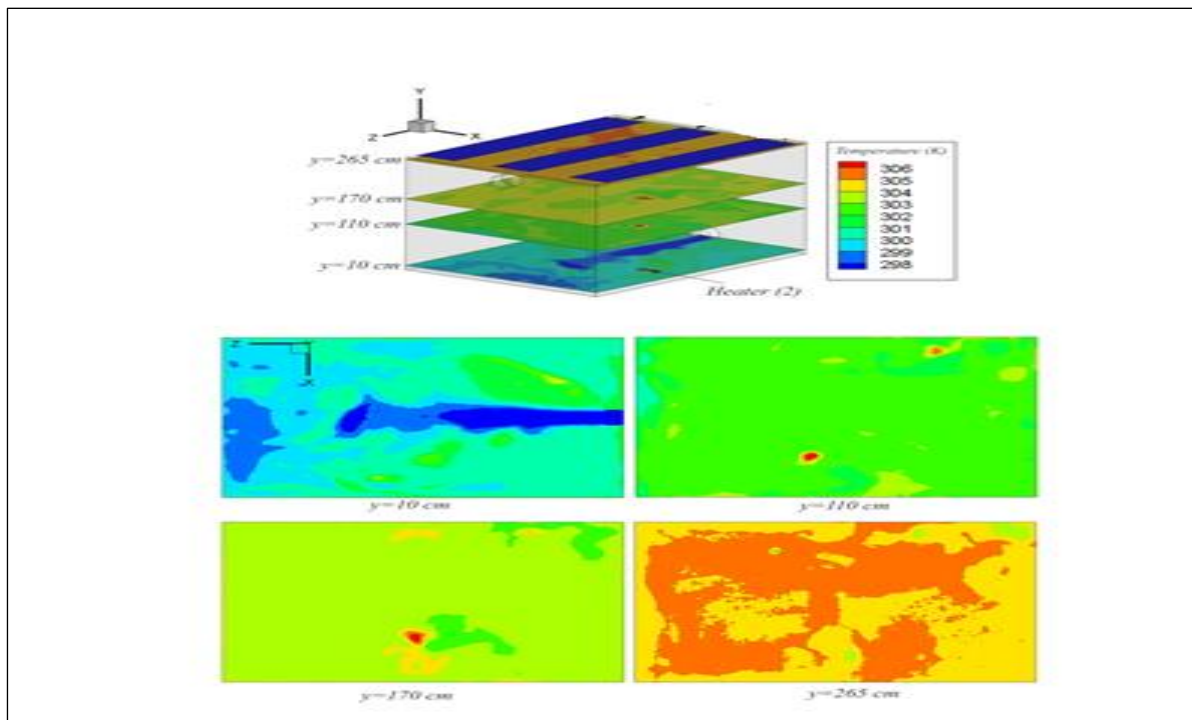 Y
Z
X
y=265 cm
y=170 cm
y=110 cm
y=10 cm
Heater (2)
Temperature (K)
306
305
304
303
302
301
300
299
298
Z
X
y=10 cm
y=110 cm
y=170 cm
y=265 cm